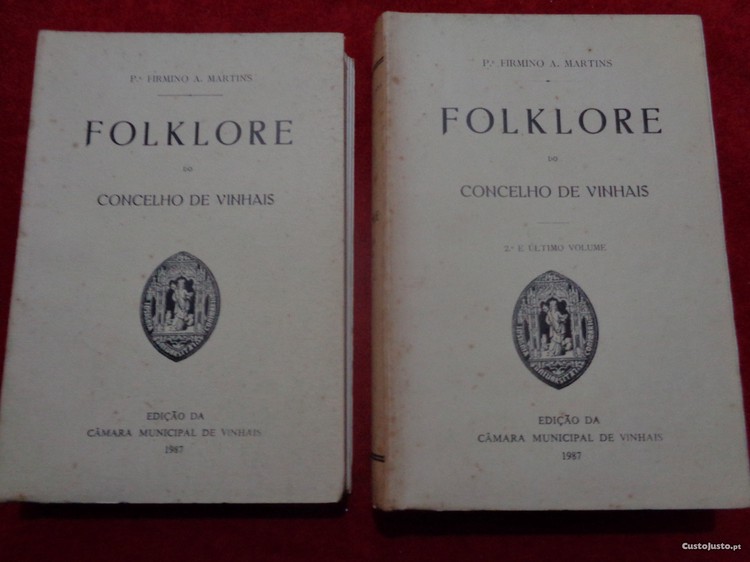 P.e FIRMINO A. MARTINS
FOLKLORE
DO
CONCELHO DE VINHAIS
EDIÇÃO DA
CÂMARA MUNICIPAL DE VINHAIS
1987
P.e FIRMINO A. MARTINS
FOLKLORE
DO
CONCELHO DE VINHAIS
2.º E ÚLTIMO VOLUME
EDIÇÃO DA
CÂMARA MUNICIPAL DE VINHAIS
1987
CustoJusto.pt